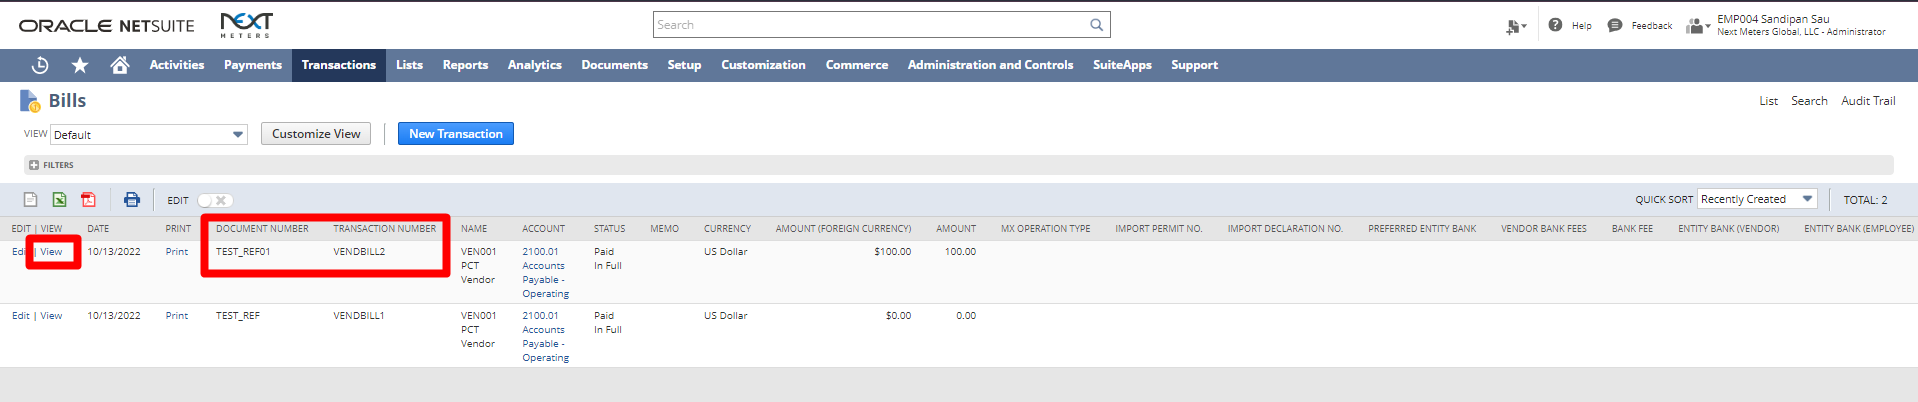 ORACLE NETSUITE NEXT METERS Search Help Feedback EMP004 Sandipan Sau
Next Meters Global, LLC - Administrator
Activities Payments Transactions Lists Reports Analytics Documents Setup Customization Commerce Administration and Controls SuiteApps Support
Bills List Search Audit Trail
VIEW Default Customize View New Transaction
FILTERS
EDIT QUICK SORT Recently Created TOTAL: 2
EDIT | VIEW DATE PRINT DOCUMENT NUMBER TRANSACTION NUMBER NAME ACCOUNT STATUS MEMO CURRENCY AMOUNT (FOREIGN CURRENCY) AMOUNT MX OPERATION TYPE IMPORT PERMIT NO. IMPORT DECLARATION NO. PREFERRED ENTITY BANK VENDOR BANK FEES BANK FEE ENTITY BANK (VENDOR) ENTITY BANK (EMPLOYEE)
Edit | View 10/13/2022 Print TEST_REF01 VENDBILL2 VEN001 2100.01 Paid US Dollar $100.00 100.00
PCT Accounts In Full
Vendor Payable -
Operating
Edit | View 10/13/2022 Print TEST_REF VENDBILL1 VEN001 2100.01 Paid US Dollar $0.00 0.00
PCT Accounts In Full
Vendor Payable -
Operating